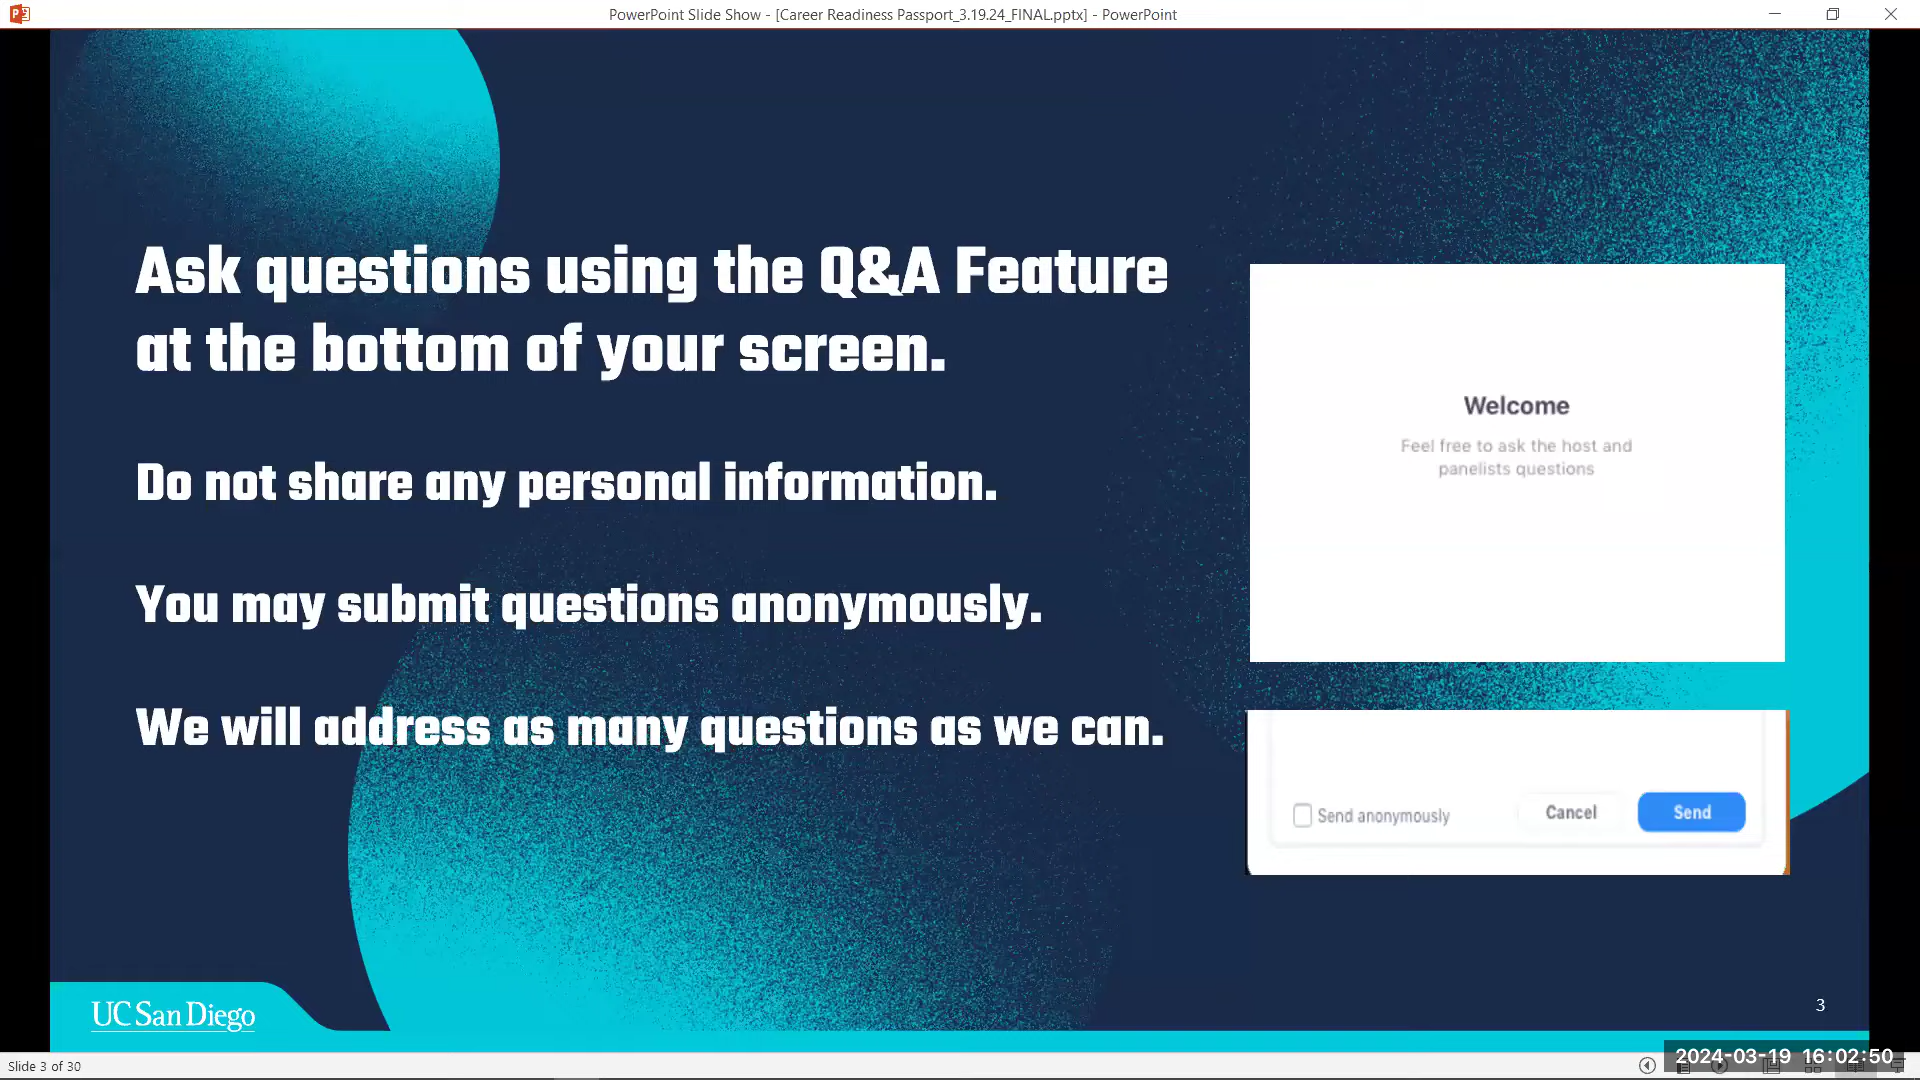 PowerPoint Slide Show - [Career Readiness Passport_3.19.24_FINAL.pptx] - PowerPoint
Ask questions using the Q&A Feature
at the bottom of your screen.
Do not share any personal information.
You may submit questions anonymously.
We will address as many questions as we can.
Welcome
Feel free to ask the host and
panelists questions
Send anonymously
Cancel
Send
UC San Diego
3
Slide 3 of 30
2024-03-19 16:02:50